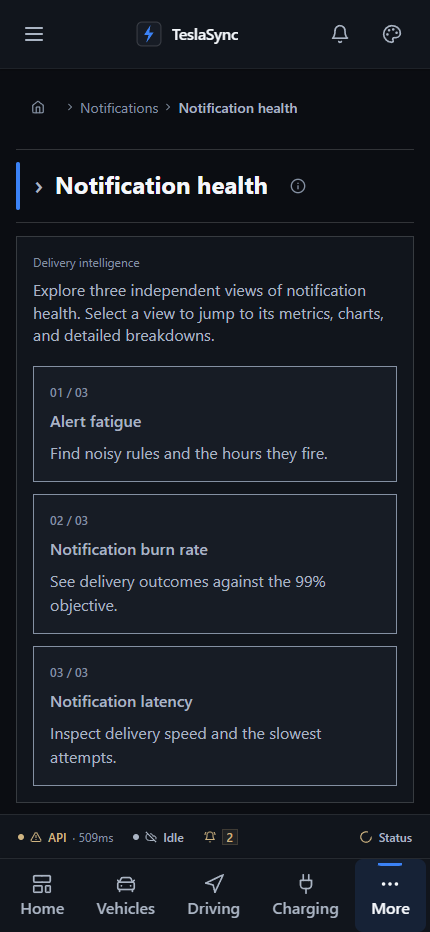 TeslaSync
Notifications
Notification health
Notification health
Delivery intelligence
Explore three independent views of notification
health. Select a view to jump to its metrics, charts,
and detailed breakdowns.
01 / 03
Alert fatigue
Find noisy rules and the hours they fire.
02 / 03
Notification burn rate
See delivery outcomes against the 99%
objective.
03 / 03
Notification latency
Inspect delivery speed and the slowest
attempts.
API · 509ms
Idle
2
Status
Home
Vehicles
Driving
Charging
More